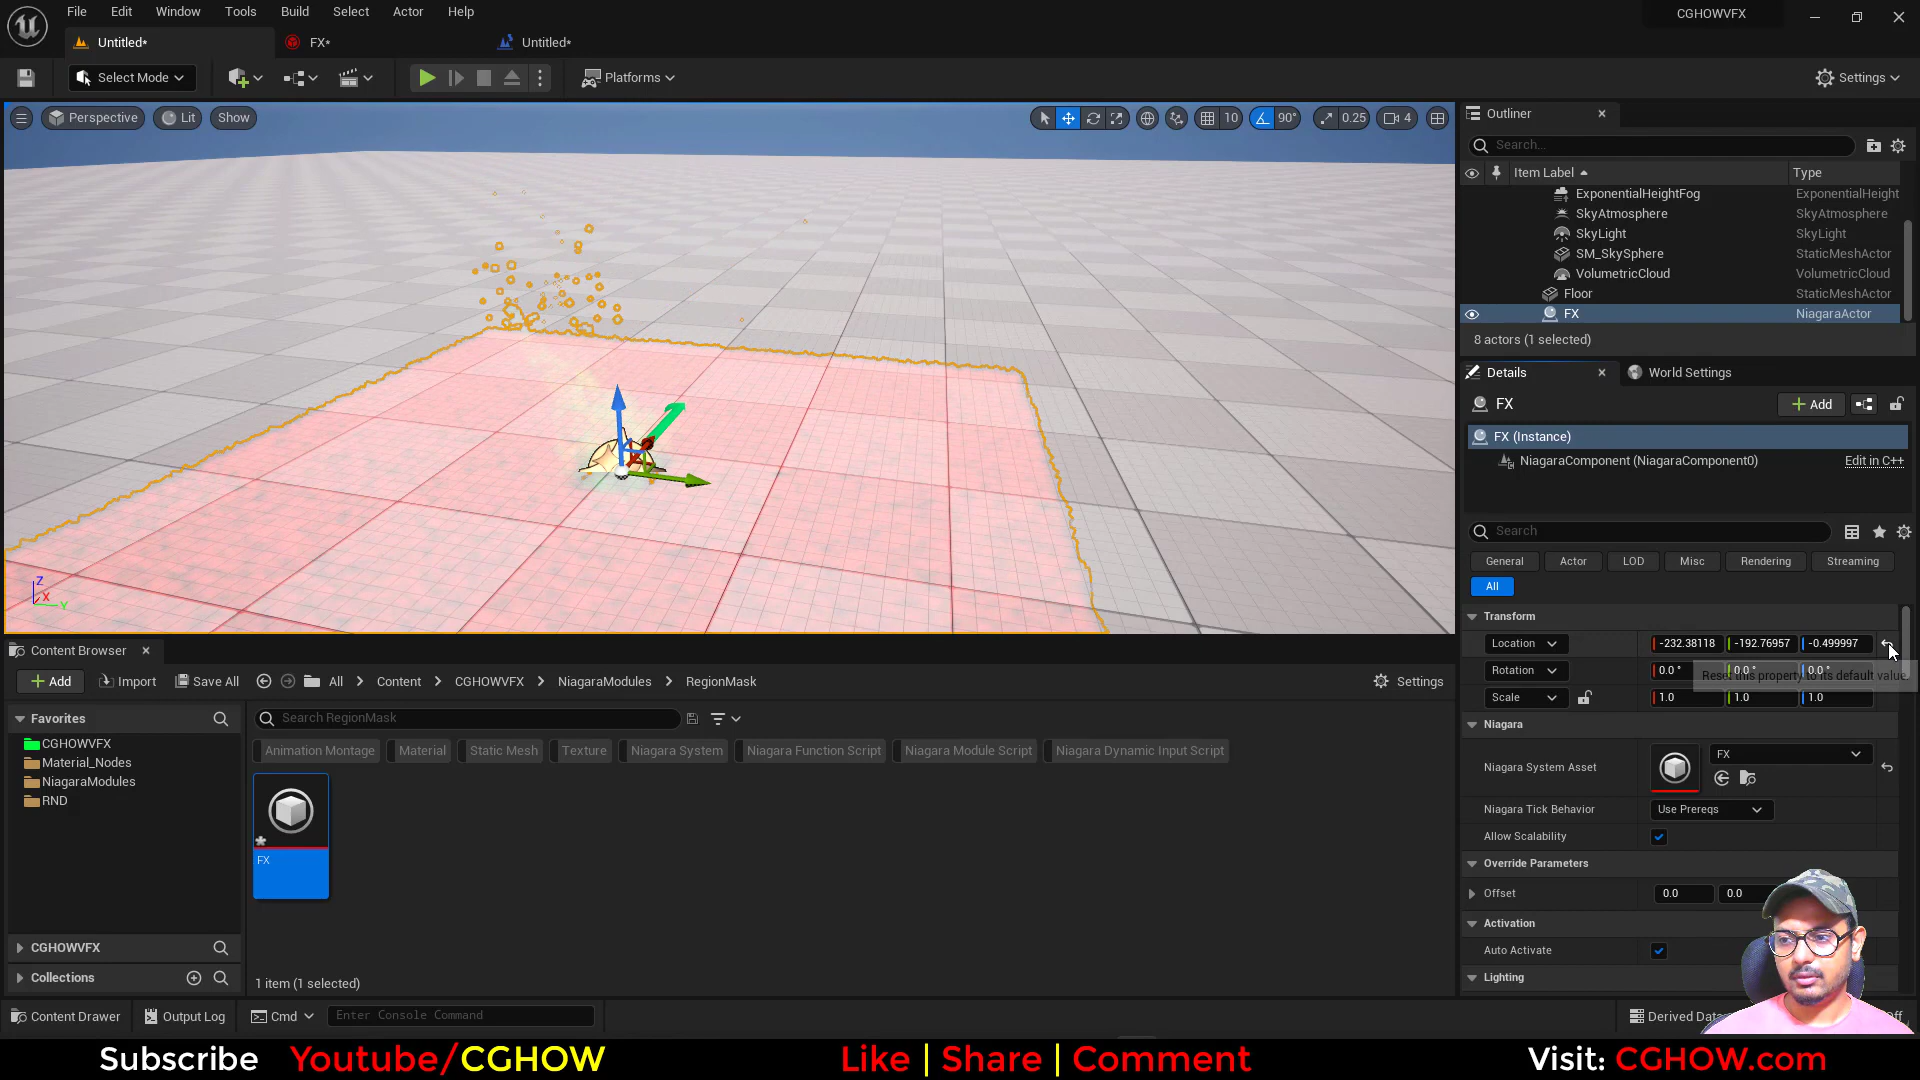 File Edit Window Tools Build Select Actor Help
CGHOWVFX
Untitled*
FX*
Untitled*
Select Mode
Platforms
Settings
Perspective
Lit
Show
10
90°
0.25
4
Z
X
Y
Outliner
Search...
Item Label
Type
ExponentialHeightFog ExponentialHeight
SkyAtmosphere SkyAtmosphere
SkyLight SkyLight
SM_SkySphere StaticMeshActor
VolumetricCloud VolumetricCloud
Floor StaticMeshActor
FX NiagaraActor
8 actors (1 selected)
Details
World Settings
FX
Add
FX (Instance)
NiagaraComponent (NiagaraComponent0) Edit in C++
Search
General Actor LOD Misc Rendering Streaming
All
Transform
Location -232.38118 -192.76957 -0.499997
Rotation 0.0 ° 0.0 ° 0.0 °
Reset this property to its default value.
Scale 1.0 1.0 1.0
Niagara
Niagara System Asset
FX
Niagara Tick Behavior Use Prereqs
Allow Scalability
Override Parameters
Offset 0.0 0.0
Activation
Auto Activate
Lighting
Content Browser
Add Import Save All All Content CGHOWVFX NiagaraModules RegionMask Settings
Favorites
CGHOWVFX
Material_Nodes
NiagaraModules
RND
CGHOWVFX
Collections
Search RegionMask
Animation Montage Material Static Mesh Texture Niagara System Niagara Function Script Niagara Module Script Niagara Dynamic Input Script
FX
1 item (1 selected)
Content Drawer Output Log Cmd Enter Console Command
Derived Data
Subscribe Youtube/CGHOW Like | Share | Comment Visit: CGHOW.com